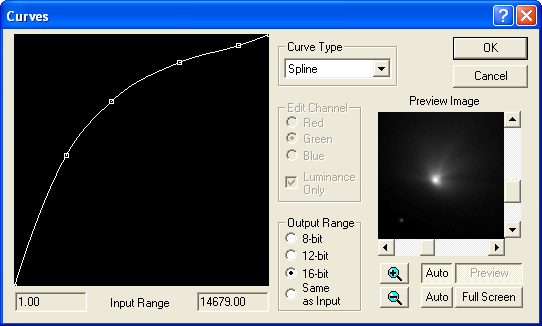 Curves
Curve Type
Spline
OK
Cancel
Edit Channel
Red
Green
Blue
Luminance
Only
Preview Image
Output Range
8-bit
12-bit
16-bit
Same
as Input
1.00
Input Range
14679.00
Auto
Preview
Auto
Full Screen